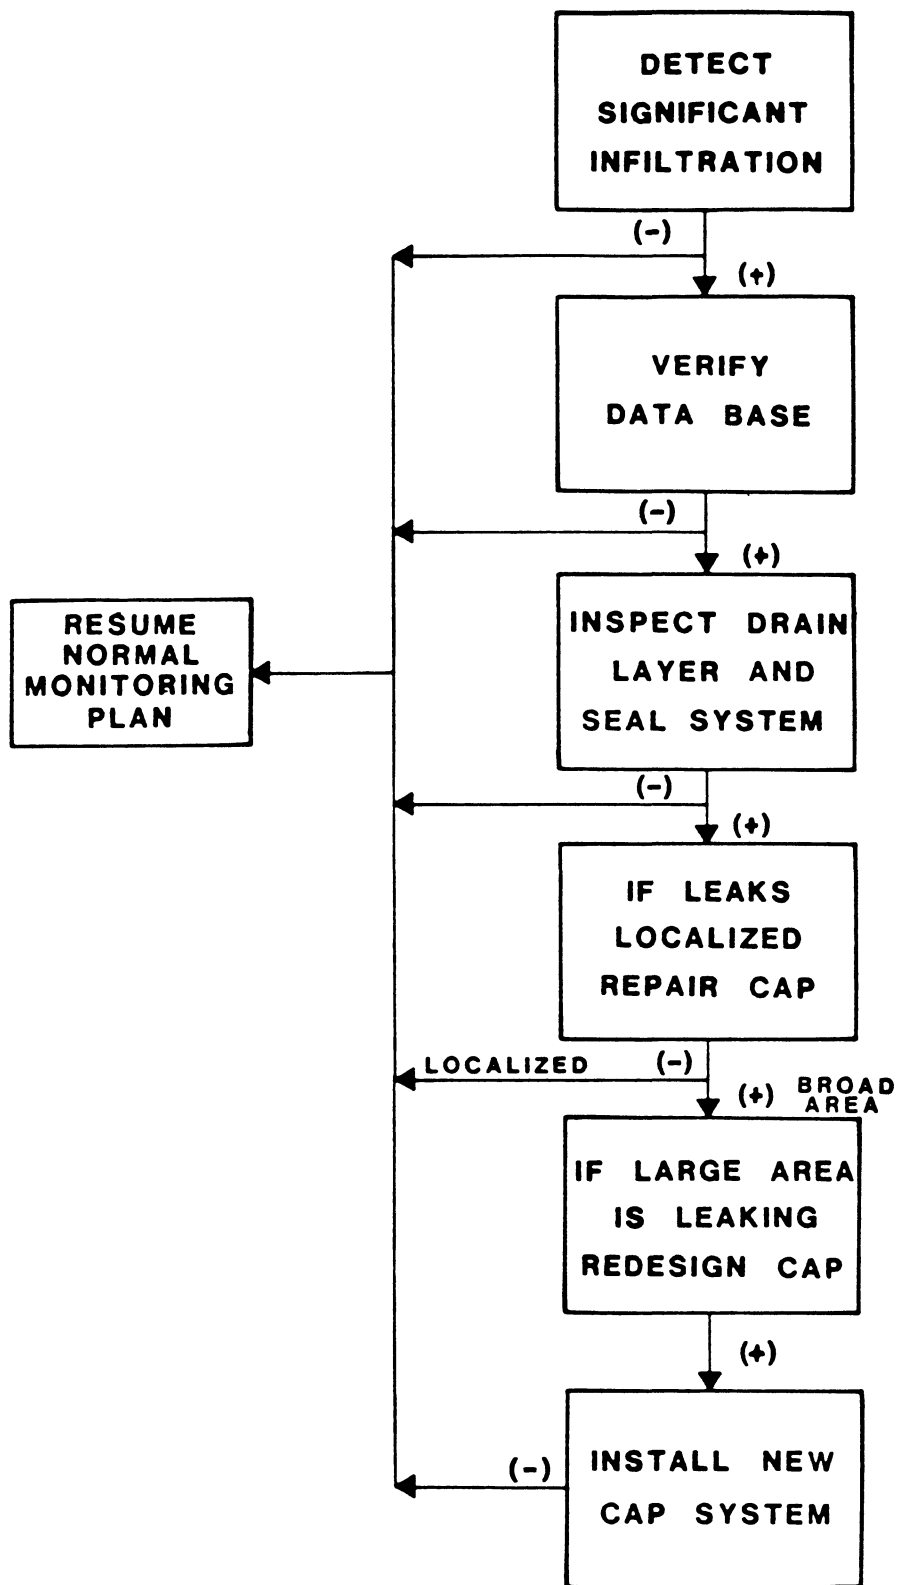 DETECT
SIGNIFICANT
INFILTRATION
(-)
(+)
VERIFY
DATA BASE
(-)
(+)
INSPECT DRAIN
LAYER AND
SEAL SYSTEM
RESUME
NORMAL
MONITORING
PLAN
(-)
(+)
IF LEAKS
LOCALIZED
REPAIR CAP
LOCALIZED (-)
(+) BROAD
AREA
IF LARGE AREA
IS LEAKING
REDESIGN CAP
(+)
(-)
INSTALL NEW
CAP SYSTEM